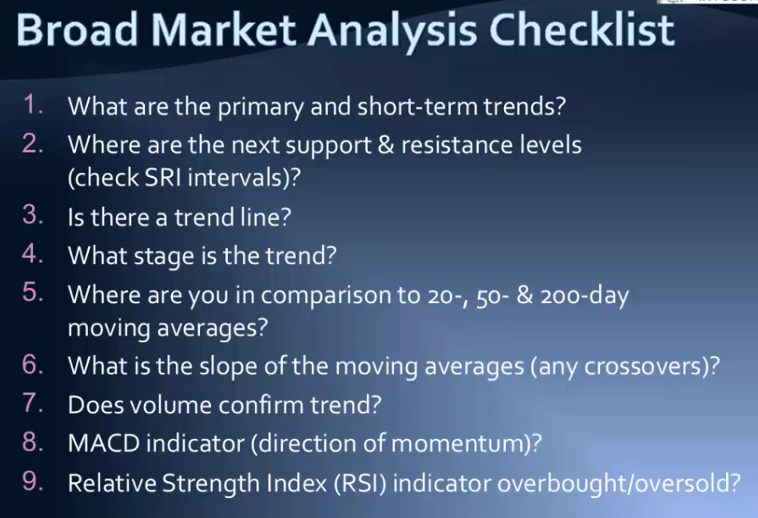 Broad Market Analysis Checklist
1. What are the primary and short-term trends?
2. Where are the next support & resistance levels
(check SRI intervals)?
3. Is there a trend line?
4. What stage is the trend?
5. Where are you in comparison to 20-, 50- & 200-day
moving averages?
6. What is the slope of the moving averages (any crossovers)?
7. Does volume confirm trend?
8. MACD indicator (direction of momentum)?
9. Relative Strength Index (RSI) indicator overbought/oversold?